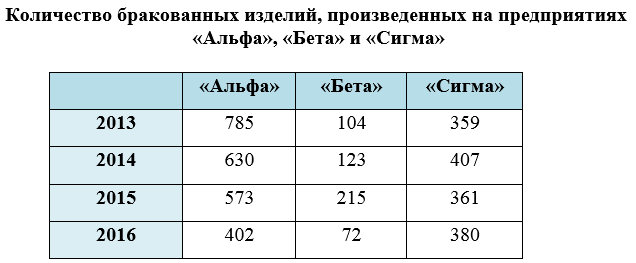 Количество бракованных изделий, произведенных на предприятиях
«Альфа», «Бета» и «Сигма»
«Альфа» «Бета» «Сигма»
2013 785 104 359
2014 630 123 407
2015 573 215 361
2016 402 72 380